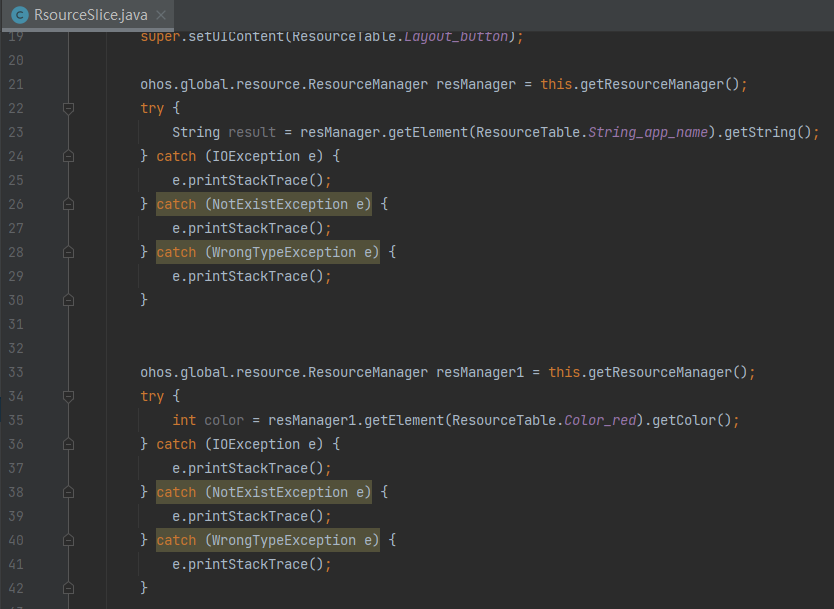 C RsourceSlice.java ×
19 super.setUIContent(ResourceTable.Layout_button);
20
21 ohos.global.resource.ResourceManager resManager = this.getResourceManager();
22 try {
23 String result = resManager.getElement(ResourceTable.String_app_name).getString();
24 } catch (IOException e) {
25 e.printStackTrace();
26 } catch (NotExistException e) {
27 e.printStackTrace();
28 } catch (WrongTypeException e) {
29 e.printStackTrace();
30 }
31
32
33 ohos.global.resource.ResourceManager resManager1 = this.getResourceManager();
34 try {
35 int color = resManager1.getElement(ResourceTable.Color_red).getColor();
36 } catch (IOException e) {
37 e.printStackTrace();
38 } catch (NotExistException e) {
39 e.printStackTrace();
40 } catch (WrongTypeException e) {
41 e.printStackTrace();
42 }